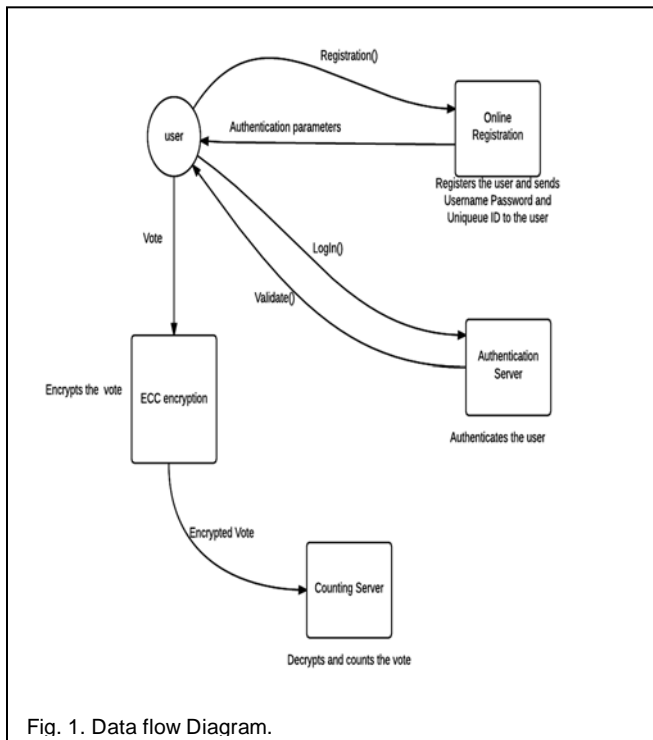 Registration()
Online
Registration
user
Authentication parameters
Registers the user and sends
Username Password and
Uniqueue ID to the user
Vote
LogIn()
Validate()
Authentication
Server
Encrypts the vote
ECC encryption
Authenticates the user
Encrypted Vote
Counting Server
Decrypts and counts the vote
Fig. 1. Data flow Diagram.